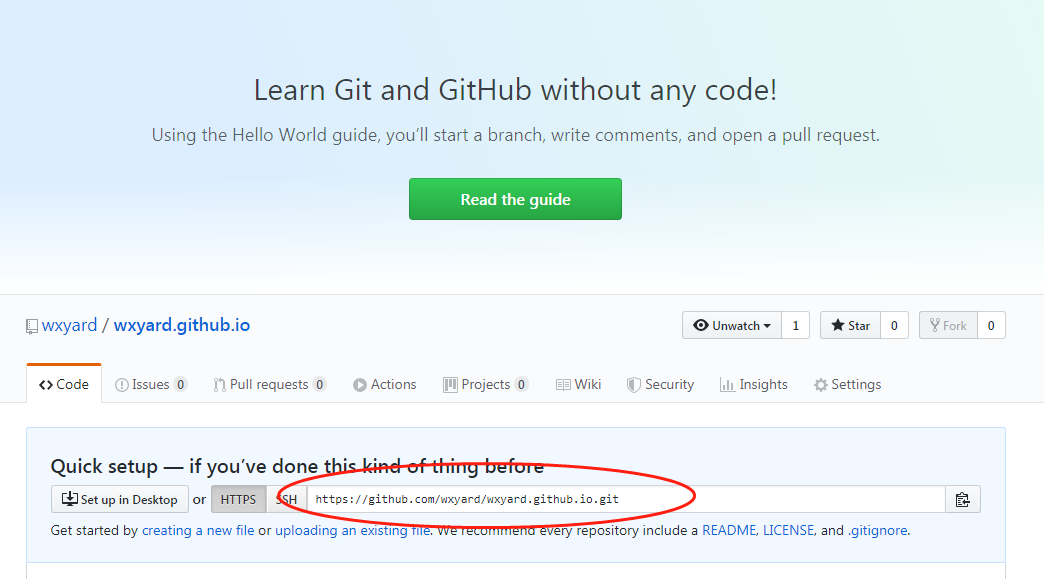 Learn Git and GitHub without any code!
Using the Hello World guide, you’ll start a branch, write comments, and open a pull request.
Read the guide
wxyard / wxyard.github.io
Unwatch 1 Star 0 Fork 0
Code Issues 0 Pull requests 0 Actions Projects 0 Wiki Security Insights Settings
Quick setup — if you’ve done this kind of thing before
Set up in Desktop or HTTPS SSH https://github.com/wxyard/wxyard.github.io.git
Get started by creating a new file or uploading an existing file. We recommend every repository include a README, LICENSE, and .gitignore.